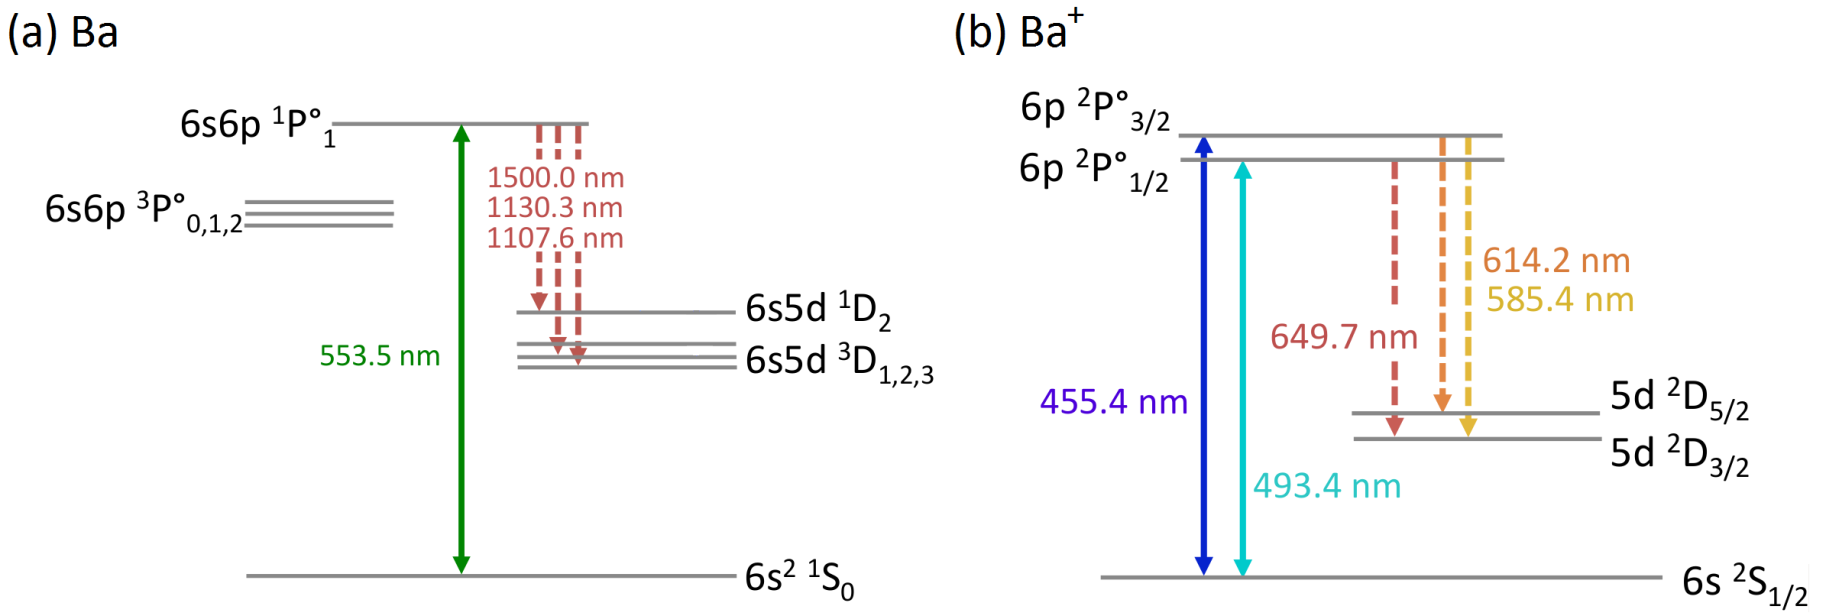 (a) Ba
6s6p ¹P°₁
6s6p ³P°₀,₁,₂
1500.0 nm
1130.3 nm
1107.6 nm
553.5 nm
6s5d ¹D₂
6s5d ³D₁,₂,₃
6s² ¹S₀
(b) Ba⁺
6p ²P°₃/₂
6p ²P°₁/₂
614.2 nm
585.4 nm
649.7 nm
455.4 nm
493.4 nm
5d ²D₅/₂
5d ²D₃/₂
6s ²S₁/₂